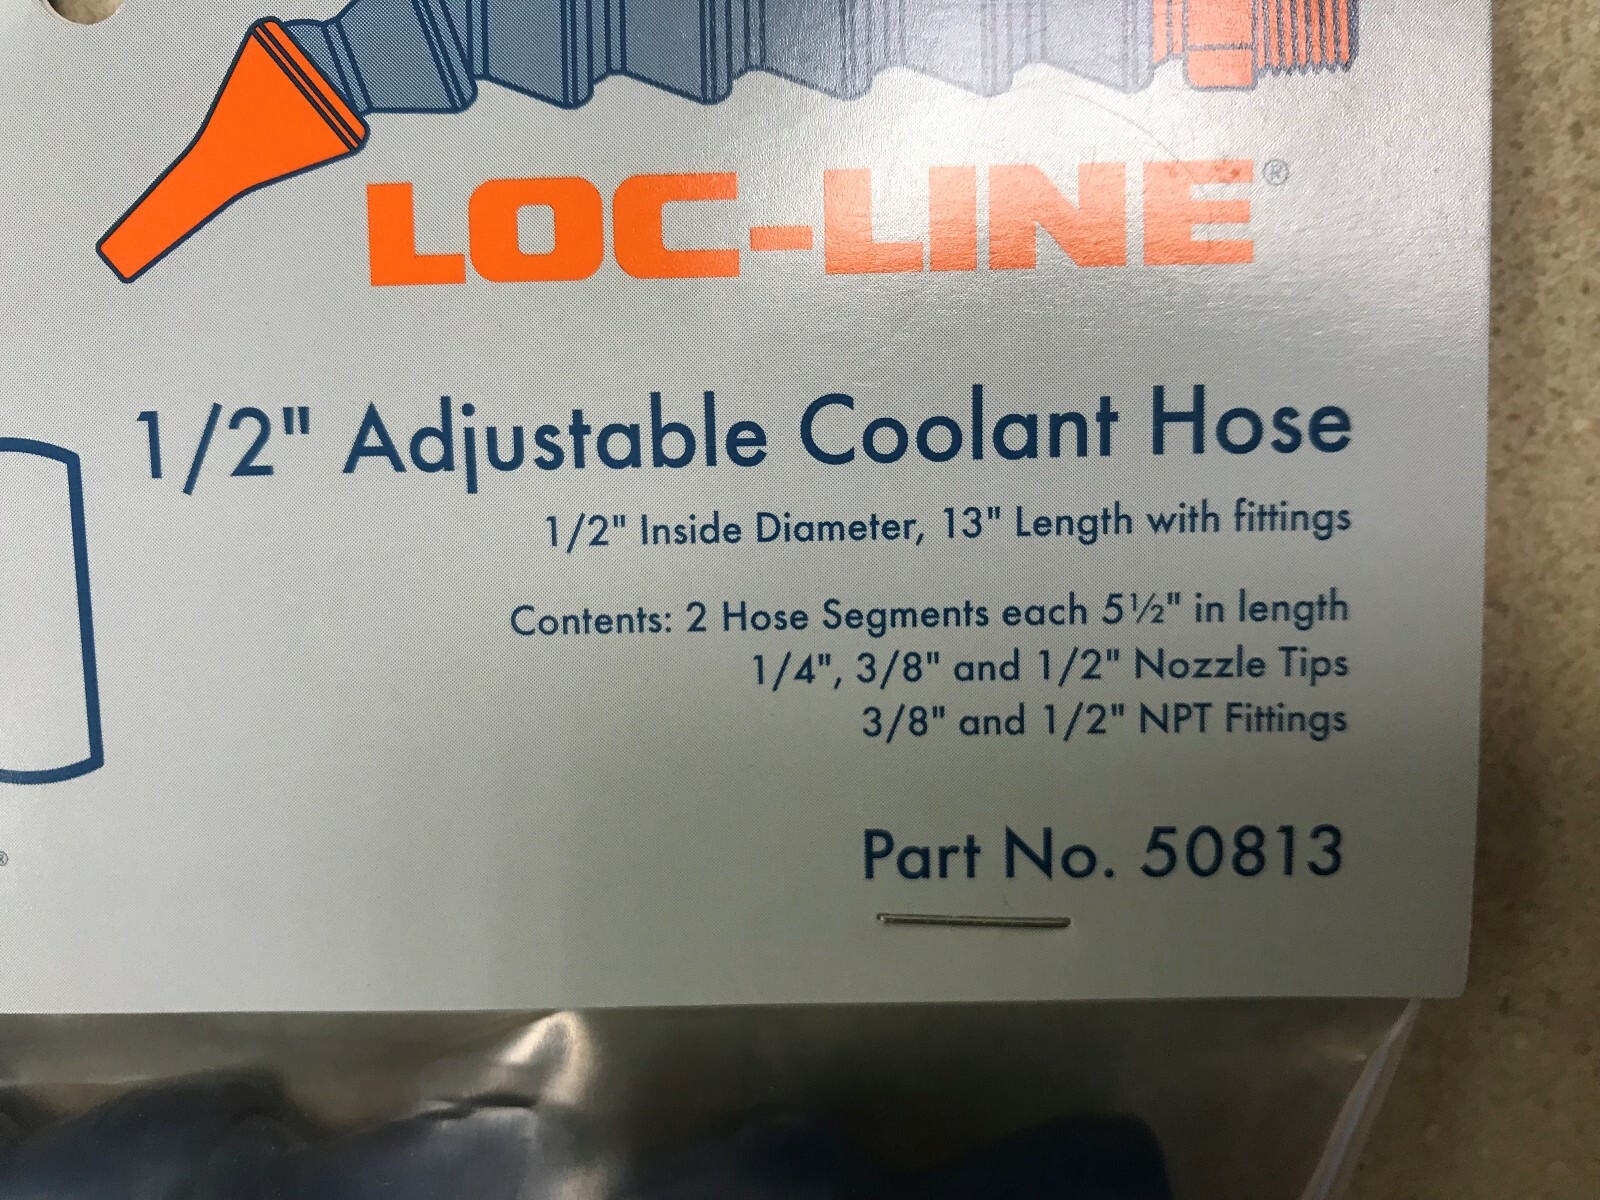 LOC-LINE®
1/2" Adjustable Coolant Hose
1/2" Inside Diameter, 13" Length with fittings
Contents: 2 Hose Segments each 5½" in length
1/4", 3/8" and 1/2" Nozzle Tips
3/8" and 1/2" NPT Fittings
®
Part No. 50813